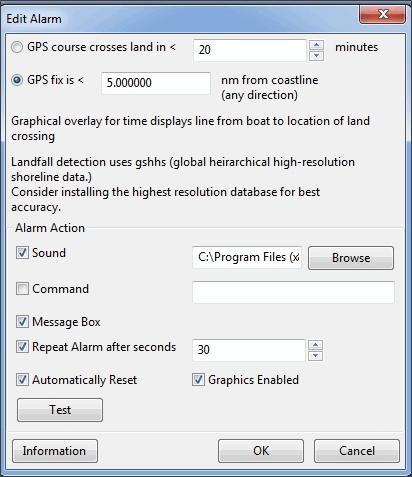 Edit Alarm
GPS course crosses land in < 20 minutes
GPS fix is < 5.000000 nm from coastline
(any direction)
Graphical overlay for time displays line from boat to location of land
crossing
Landfall detection uses gshhs (global heirarchical high-resolution
shoreline data.)
Consider installing the highest resolution database for best
accuracy.
Alarm Action
Sound C:\Program Files (x Browse
Command
Message Box
Repeat Alarm after seconds 30
Automatically Reset Graphics Enabled
Test
Information OK Cancel